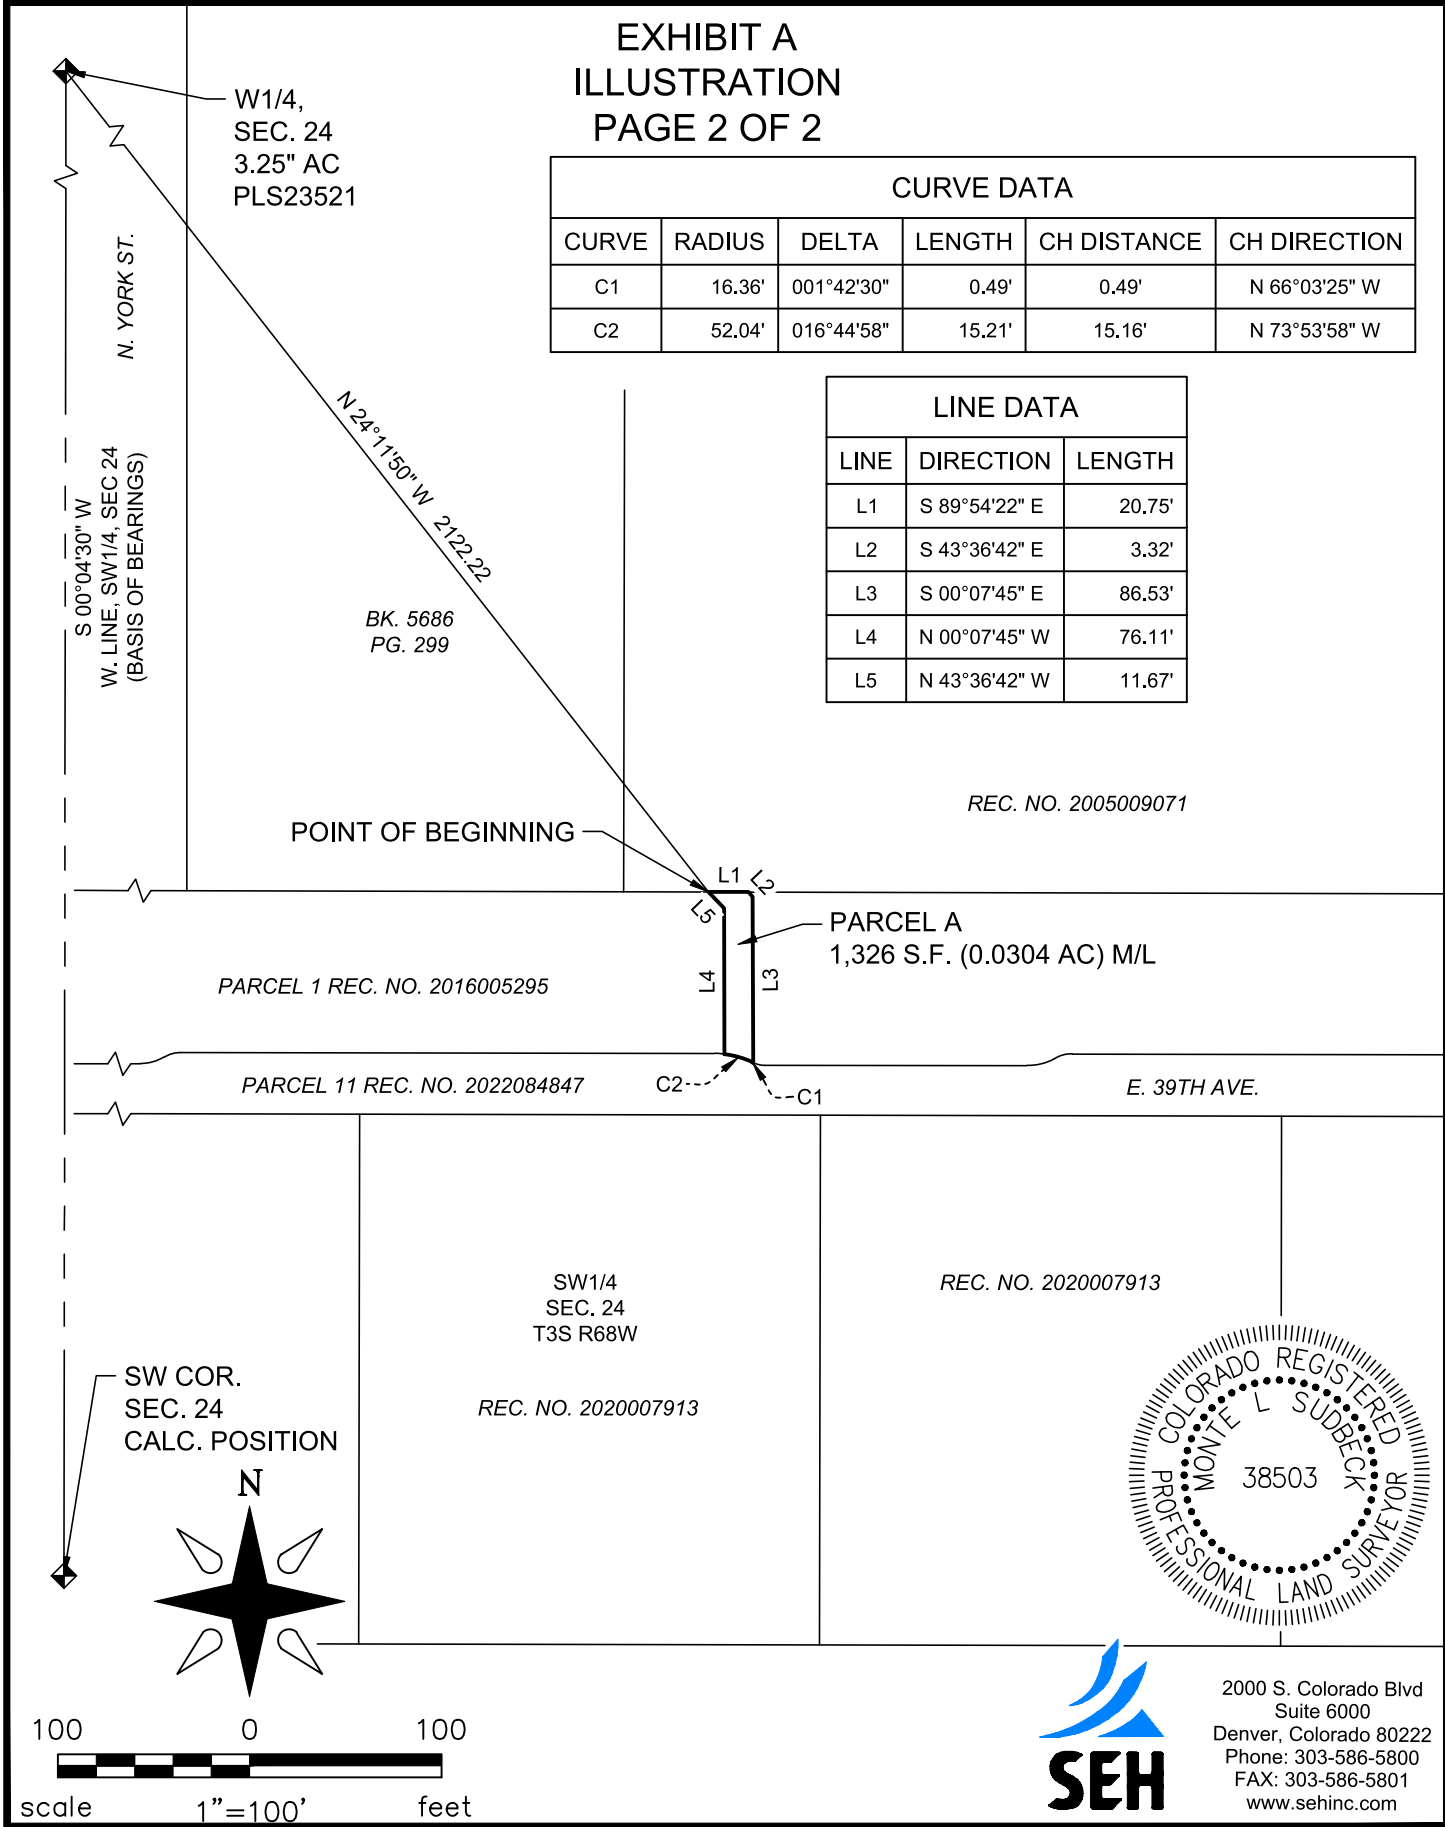 EXHIBIT A
ILLUSTRATION
PAGE 2 OF 2
W1/4,
SEC. 24
3.25" AC
PLS23521
CURVE DATA
CURVE RADIUS DELTA LENGTH CH DISTANCE CH DIRECTION
C1 16.36' 001°42'30" 0.49' 0.49' N 66°03'25" W
C2 52.04' 016°44'58" 15.21' 15.16' N 73°53'58" W
LINE DATA
LINE DIRECTION LENGTH
L1 S 89°54'22" E 20.75'
L2 S 43°36'42" E 3.32'
L3 S 00°07'45" E 86.53'
L4 N 00°07'45" W 76.11'
L5 N 43°36'42" W 11.67'
N. YORK ST.
S 00°04'30" W
W. LINE, SW1/4, SEC 24
(BASIS OF BEARINGS)
N 24°11'50" W 2122.22
BK. 5686
PG. 299
REC. NO. 2005009071
POINT OF BEGINNING
L1
L2
L5
L4
L3
PARCEL A
1,326 S.F. (0.0304 AC) M/L
PARCEL 1 REC. NO. 2016005295
PARCEL 11 REC. NO. 2022084847
C2
C1
E. 39TH AVE.
SW1/4
SEC. 24
T3S R68W
REC. NO. 2020007913
REC. NO. 2020007913
SW COR.
SEC. 24
CALC. POSITION
N
COLORADO REGISTERED
MONTE L SUDBECK
38503
PROFESSIONAL LAND SURVEYOR
100 0 100
scale 1"=100' feet
SEH
2000 S. Colorado Blvd
Suite 6000
Denver, Colorado 80222
Phone: 303-586-5800
FAX: 303-586-5801
www.sehinc.com